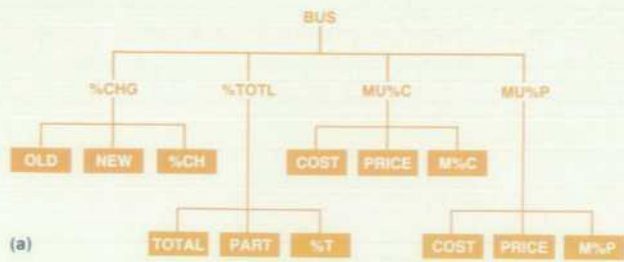 BUS
%CHG %TOTL MU%C MU%P
OLD NEW %CH COST PRICE M%C
(a) TOTAL PART %T COST PRICE M%P